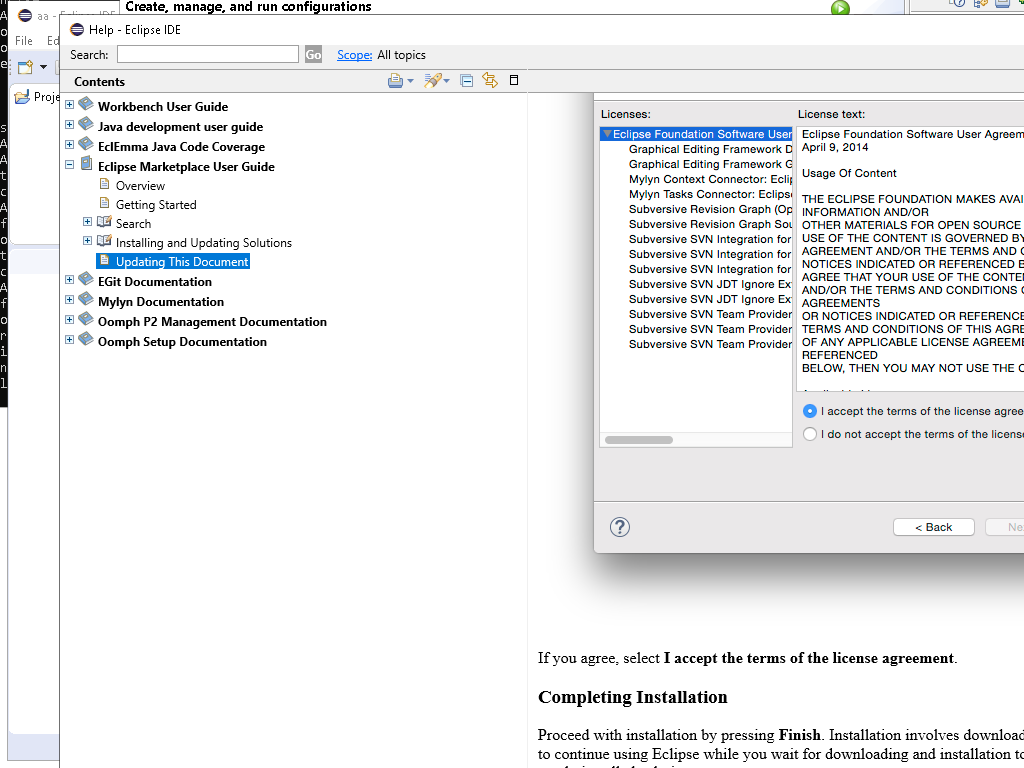 Create, manage, and run configurations
aa - Eclipse IDE
File Ed
Help - Eclipse IDE
Search:
Go
Scope: All topics
Proje
Contents
Workbench User Guide
Java development user guide
EclEmma Java Code Coverage
Eclipse Marketplace User Guide
Overview
Getting Started
Search
Installing and Updating Solutions
Updating This Document
EGit Documentation
Mylyn Documentation
Oomph P2 Management Documentation
Oomph Setup Documentation
Licenses:
Eclipse Foundation Software User
Graphical Editing Framework D
Graphical Editing Framework G
Mylyn Context Connector: Eclip
Mylyn Tasks Connector: Eclipse
Subversive Revision Graph (Op
Subversive Revision Graph Sou
Subversive SVN Integration for
Subversive SVN Integration for
Subversive SVN Integration for
Subversive SVN JDT Ignore Ext
Subversive SVN JDT Ignore Ext
Subversive SVN Team Provider
Subversive SVN Team Provider
Subversive SVN Team Provider
License text:
Eclipse Foundation Software User Agreem
April 9, 2014
Usage Of Content
THE ECLIPSE FOUNDATION MAKES AVAI
INFORMATION AND/OR
OTHER MATERIALS FOR OPEN SOURCE
USE OF THE CONTENT IS GOVERNED BY
AGREEMENT AND/OR THE TERMS AND C
NOTICES INDICATED OR REFERENCED B
AGREE THAT YOUR USE OF THE CONTE
AND/OR THE TERMS AND CONDITIONS O
AGREEMENTS
OR NOTICES INDICATED OR REFERENCE
TERMS AND CONDITIONS OF THIS AGRE
OF ANY APPLICABLE LICENSE AGREEME
REFERENCED
BELOW, THEN YOU MAY NOT USE THE C
I accept the terms of the license agree
I do not accept the terms of the license
?
< Back
Ne
If you agree, select I accept the terms of the license agreement.
Completing Installation
Proceed with installation by pressing Finish. Installation involves download
to continue using Eclipse while you wait for downloading and installation to